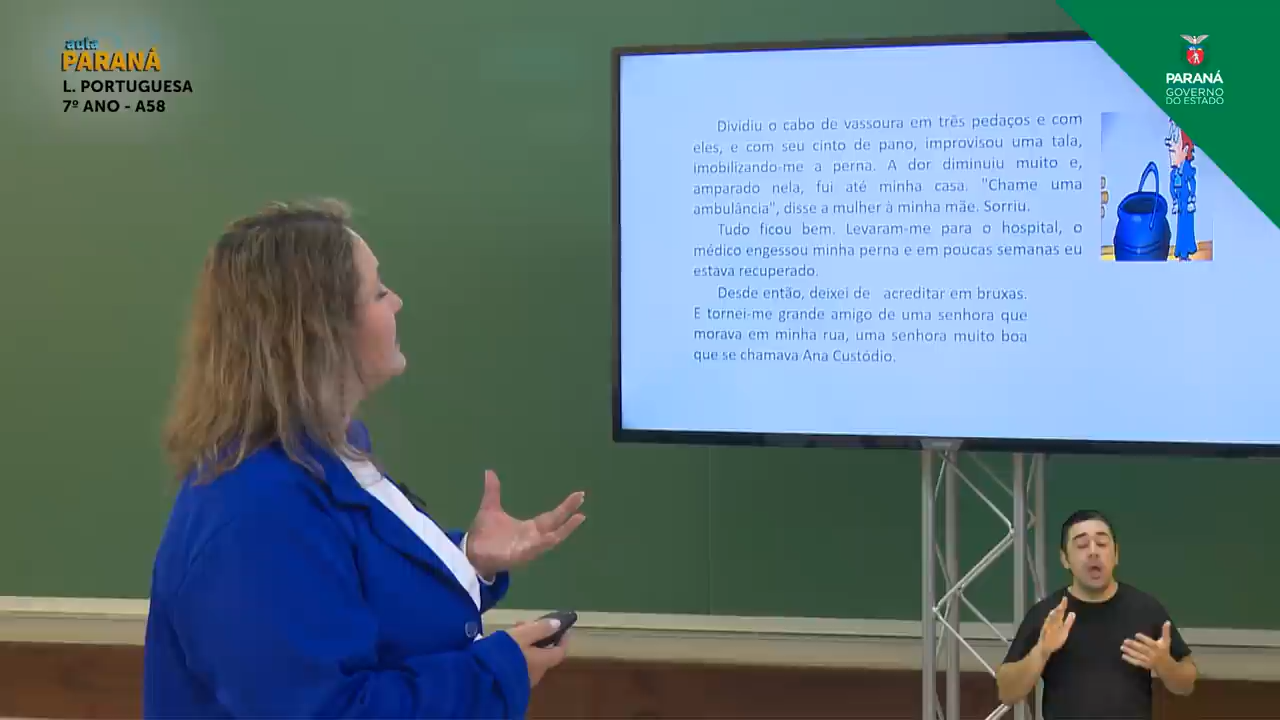 aula
PARANÁ
L. PORTUGUESA
7º ANO - A58
PARANÁ
GOVERNO
DO ESTADO
Dividiu o cabo de vassoura em três pedaços e com
eles, e com seu cinto de pano, improvisou uma tala,
imobilizando-me a perna. A dor diminuiu muito e,
amparado nela, fui até minha casa. "Chame uma
ambulância", disse a mulher à minha mãe. Sorriu.
Tudo ficou bem. Levaram-me para o hospital, o
médico engessou minha perna e em poucas semanas eu
estava recuperado.
Desde então, deixei de acreditar em bruxas.
E tornei-me grande amigo de uma senhora que
morava em minha rua, uma senhora muito boa
que se chamava Ana Custódio.